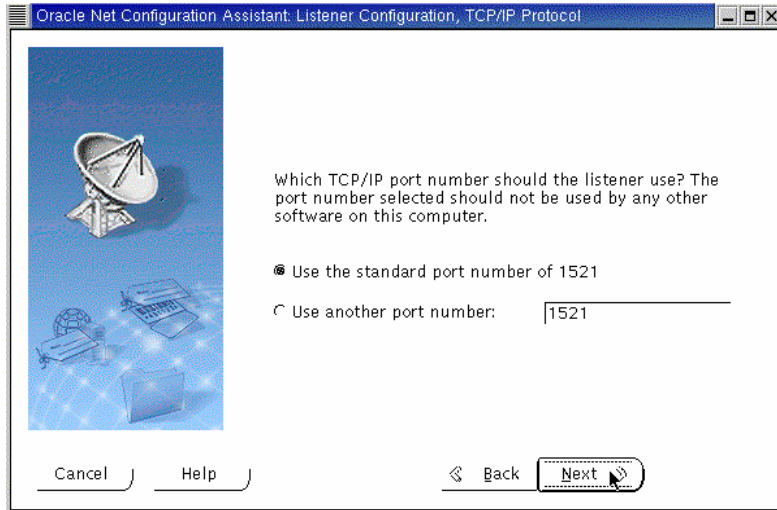 Oracle Net Configuration Assistant: Listener Configuration, TCP/IP Protocol
Which TCP/IP port number should the listener use? The
port number selected should not be used by any other
software on this computer.
Use the standard port number of 1521
Use another port number: 1521
Cancel Help Back Next